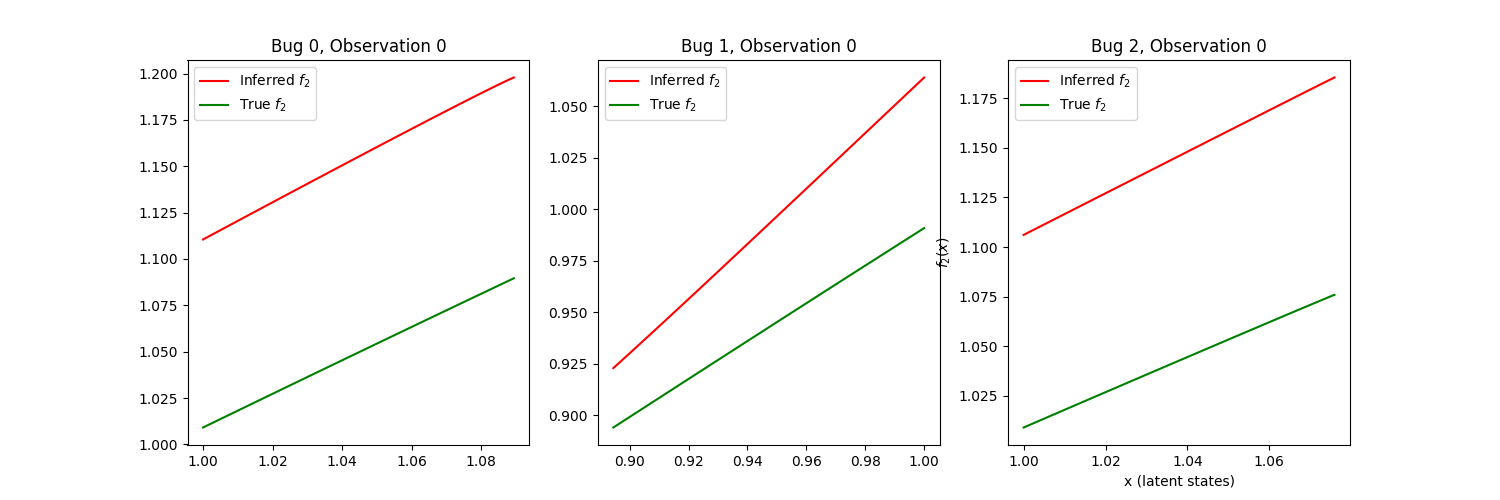 Bug 0, Observation 0
Inferred f₂
True f₂
1.200
1.175
1.150
1.125
1.100
1.075
1.050
1.025
1.000
1.00 1.02 1.04 1.06 1.08
Bug 1, Observation 0
Inferred f₂
True f₂
1.050
1.025
1.000
0.975
0.950
0.925
0.900
0.90 0.92 0.94 0.96 0.98 1.00
Bug 2, Observation 0
Inferred f₂
True f₂
f₂(x)
1.175
1.150
1.125
1.100
1.075
1.050
1.025
1.00 1.02 1.04 1.06
x (latent states)